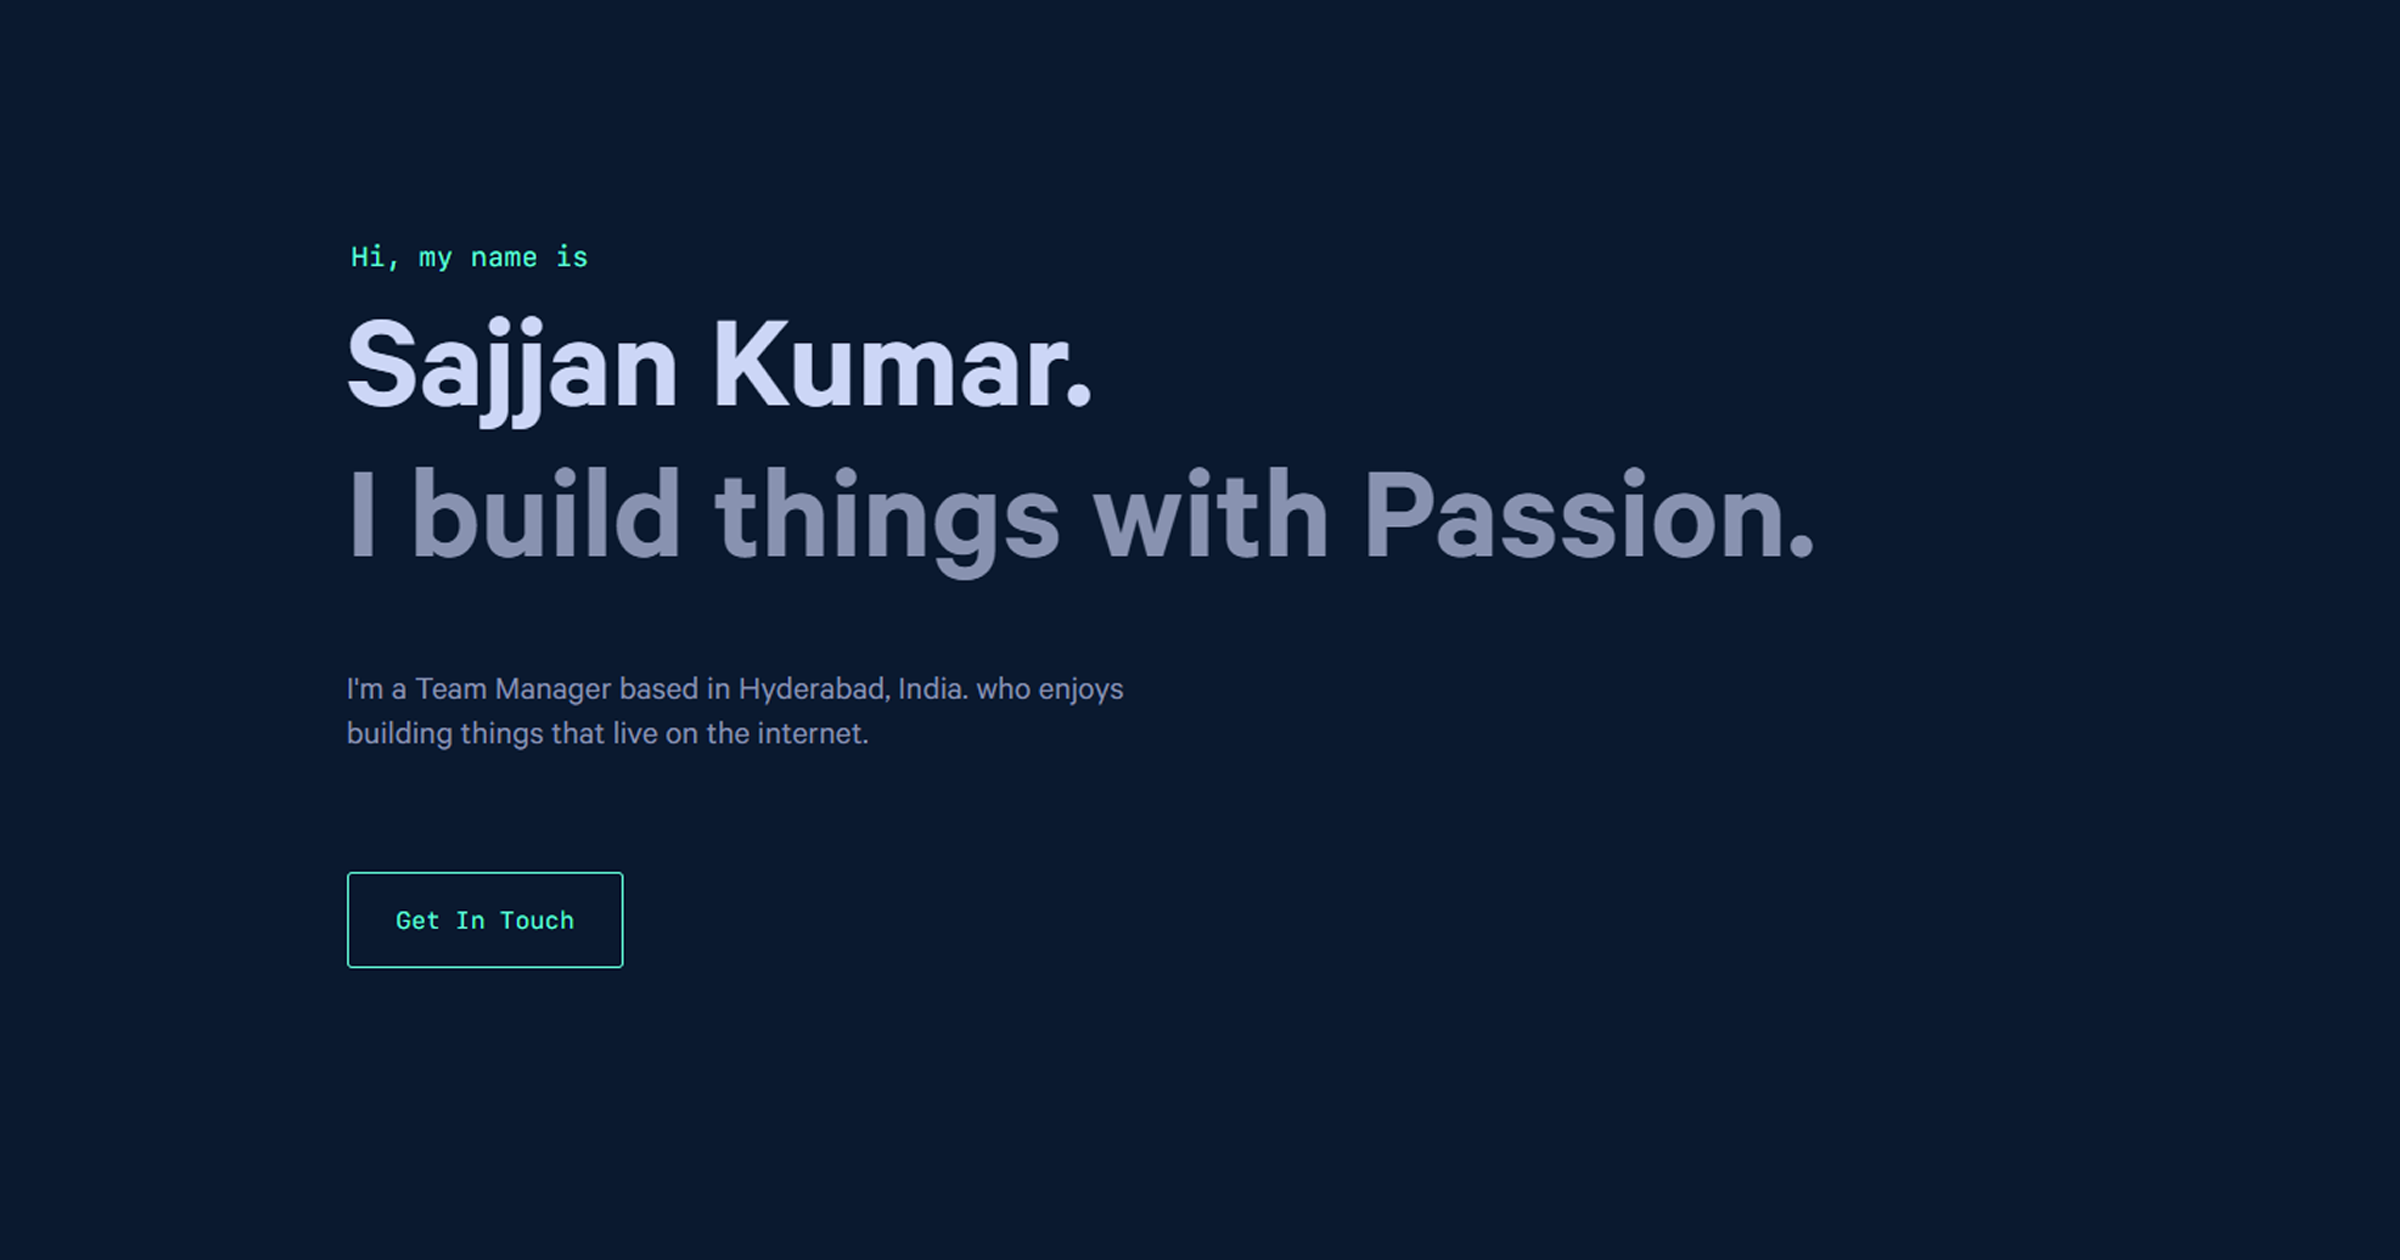 Hi, my name is
Sajjan Kumar.
I build things with Passion.
I'm a Team Manager based in Hyderabad, India. who enjoys
building things that live on the internet.
Get In Touch